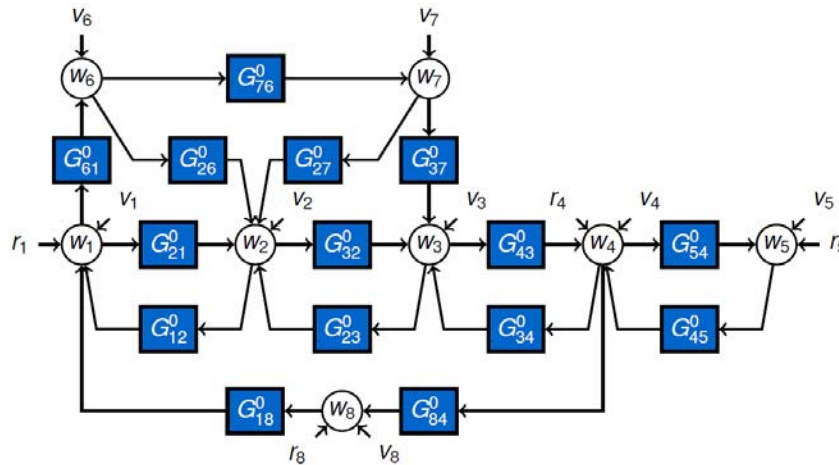 v6 v7
w6 G⁰76 w7
G⁰61 G⁰26 G⁰27 G⁰37
v1 v2 v3 r4 v4 v5
r1 w1 G⁰21 w2 G⁰32 w3 G⁰43 w4 G⁰54 w5
G⁰12 G⁰23 G⁰34 G⁰45
G⁰18 w8 G⁰84
r8 v8